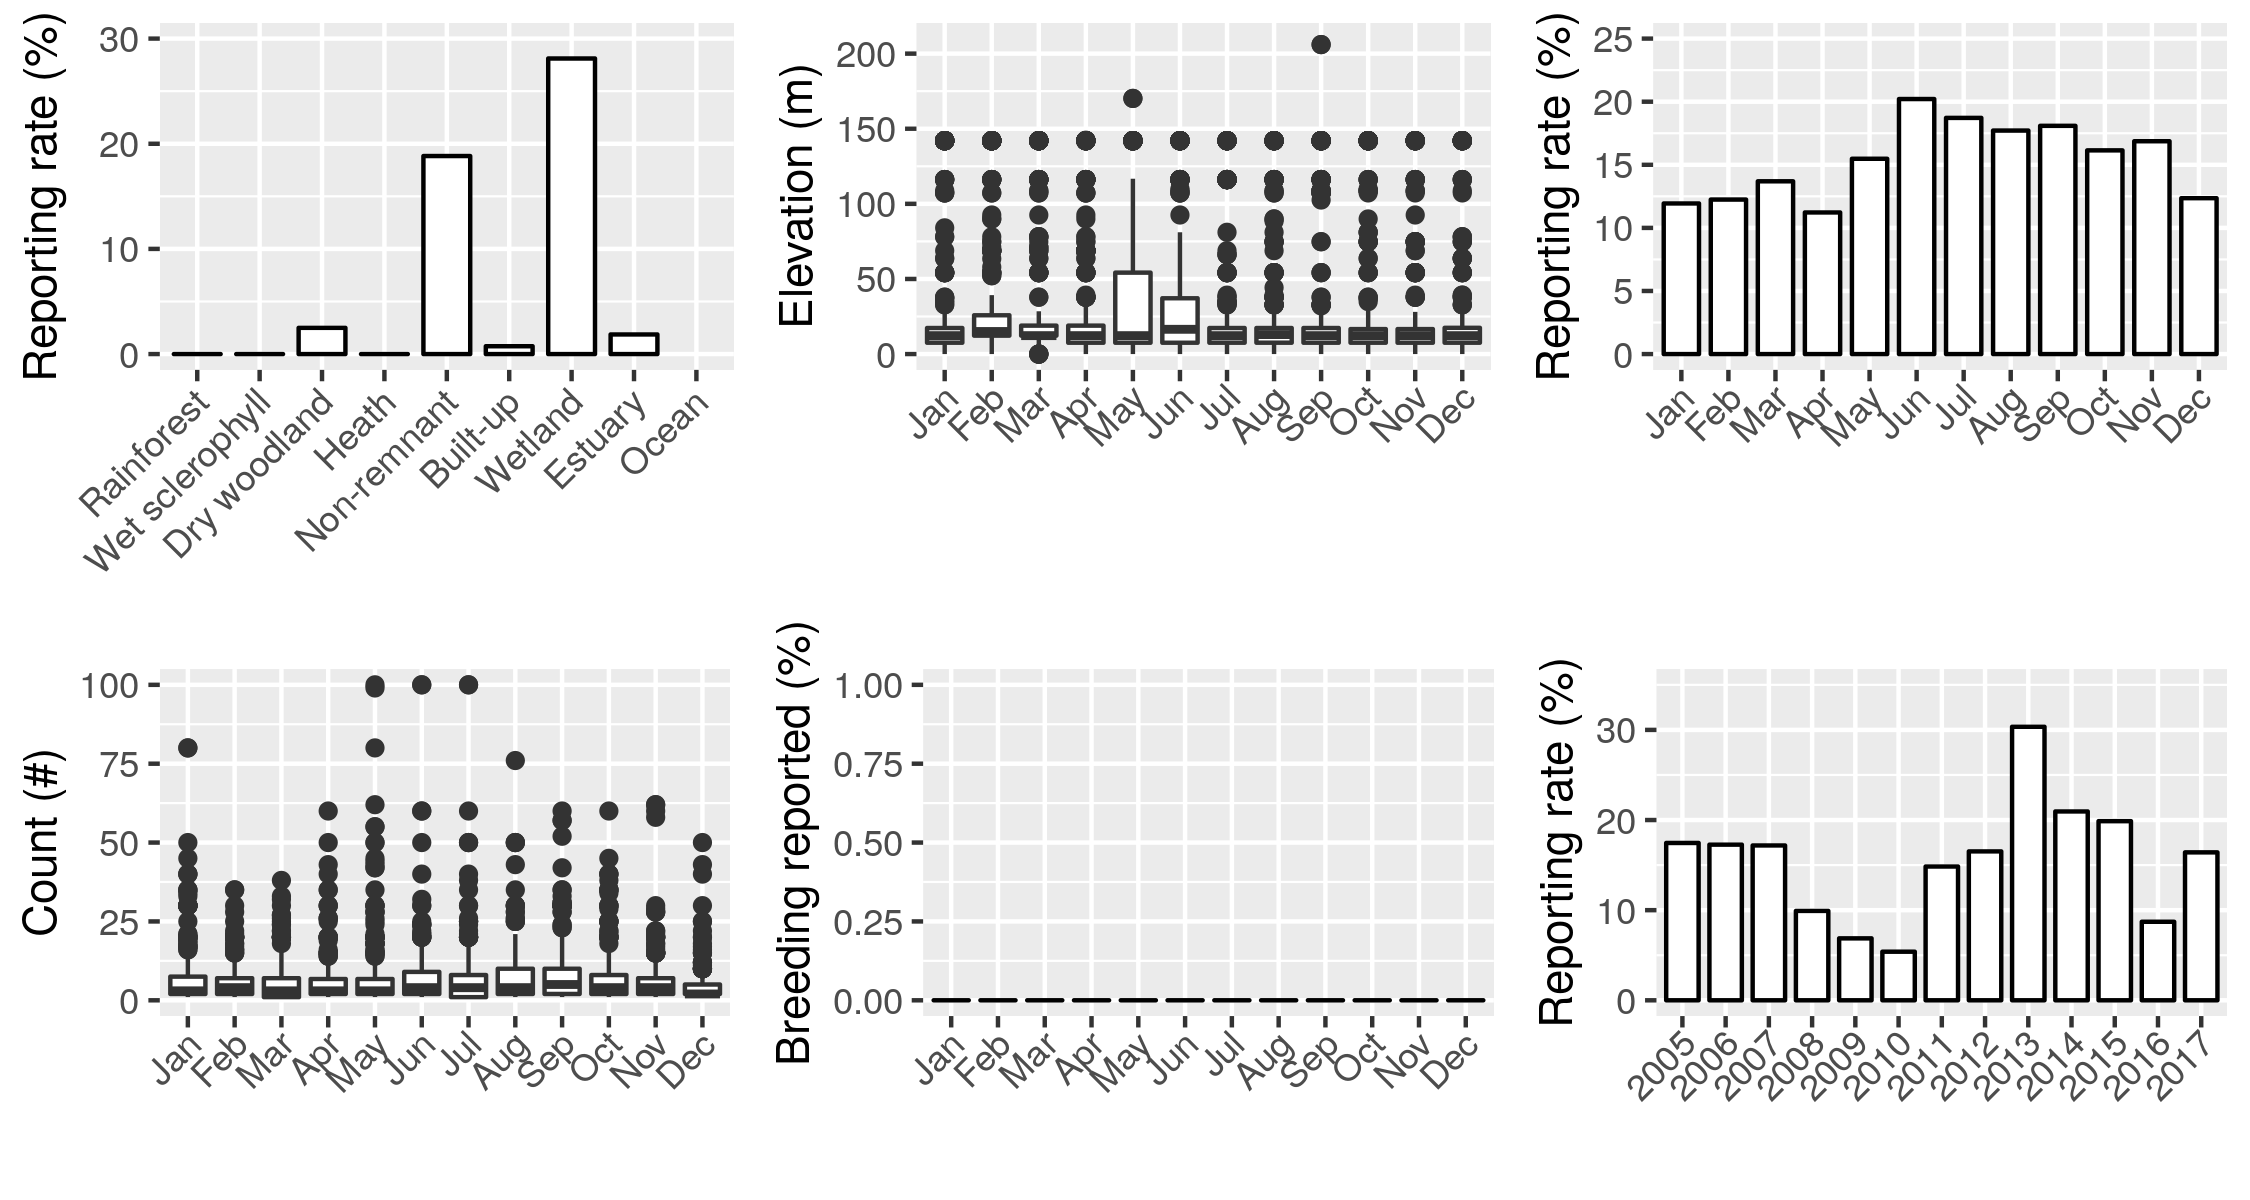 Reporting rate (%)
30
20
10
0
Rainforest
Wet sclerophyll
Dry woodland
Heath
Non-remnant
Built-up
Wetland
Estuary
Ocean
Elevation (m)
200
150
100
50
0
Jan
Feb
Mar
Apr
May
Jun
Jul
Aug
Sep
Oct
Nov
Dec
Reporting rate (%)
25
20
15
10
5
0
Jan
Feb
Mar
Apr
May
Jun
Jul
Aug
Sep
Oct
Nov
Dec
Count (#)
100
75
50
25
0
Jan
Feb
Mar
Apr
May
Jun
Jul
Aug
Sep
Oct
Nov
Dec
Breeding reported (%)
1.00
0.75
0.50
0.25
0.00
Jan
Feb
Mar
Apr
May
Jun
Jul
Aug
Sep
Oct
Nov
Dec
Reporting rate (%)
30
20
10
0
2005
2006
2007
2008
2009
2010
2011
2012
2013
2014
2015
2016
2017